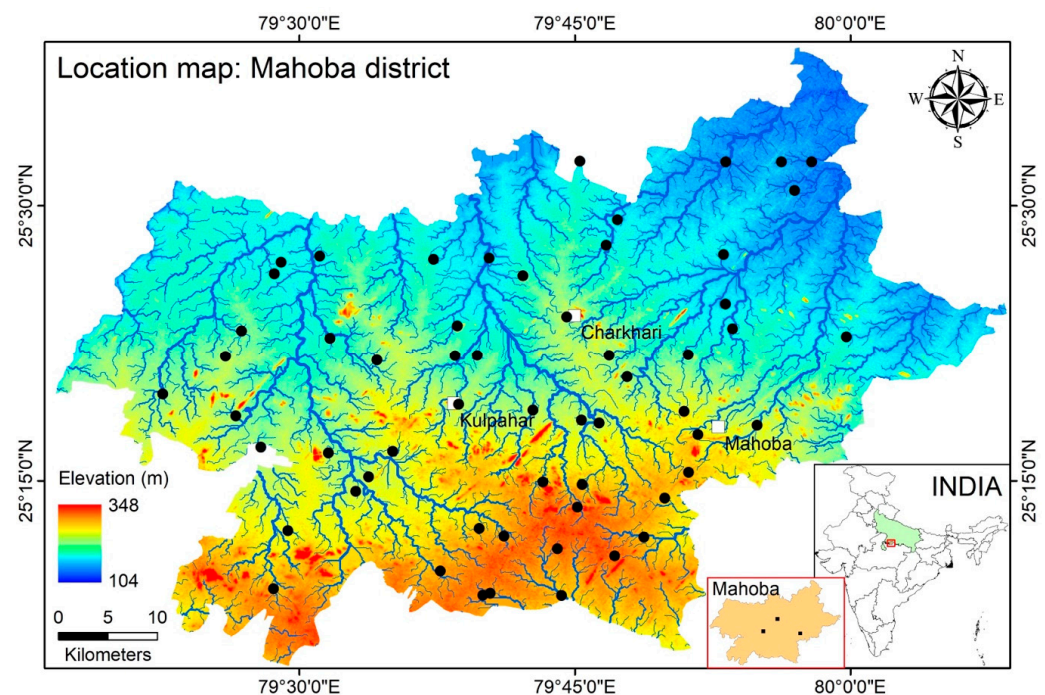 79°30'0"E 79°45'0"E 80°0'0"E
Location map: Mahoba district
N
W E
S
25°30'0"N
25°30'0"N
Charkhari
Kulpahar
Mahoba
25°15'0"N
25°15'0"N
Elevation (m)
348
104
0 5 10
Kilometers
INDIA
Mahoba
79°30'0"E 79°45'0"E 80°0'0"E